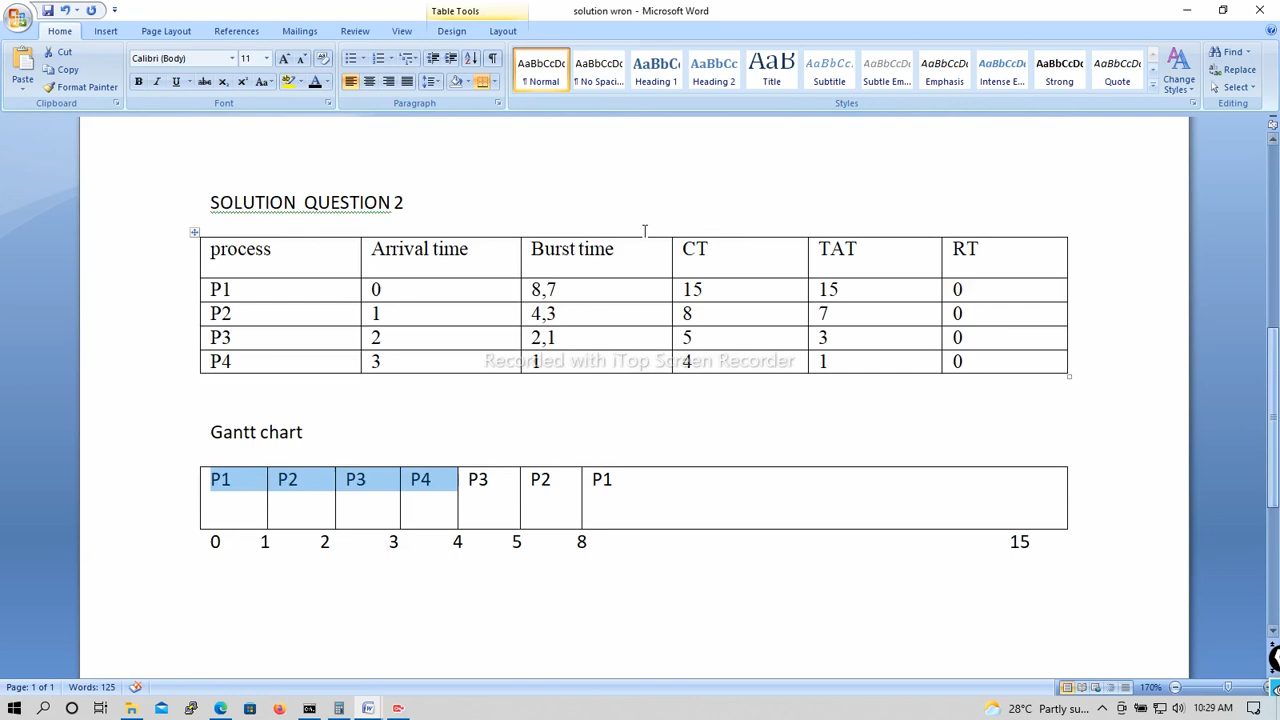 Table Tools
solution wron - Microsoft Word
Home Insert Page Layout References Mailings Review View Design Layout
Paste
Cut
Copy
Format Painter
Clipboard
Calibri (Body) 11
Font
Paragraph
AaBbCcDc AaBbCcDc AaBbC AaBbCc AaB AaBbCc. AaBbCcDc AaBbCcDc AaBbCcDc AaBbCcDc AaBbCcDc
¶ Normal ¶ No Spaci... Heading 1 Heading 2 Title Subtitle Subtle Em... Emphasis Intense E... Strong Quote
Styles
Change Styles
Find
Replace
Select
Editing
SOLUTION QUESTION 2
process Arrival time Burst time CT TAT RT
P1 0 8,7 15 15 0
P2 1 4,3 8 7 0
P3 2 2,1 5 3 0
P4 3 1 4 1 0
Recorded with iTop Screen Recorder
Gantt chart
P1 P2 P3 P4 P3 P2 P1
0 1 2 3 4 5 8 15
Page: 1 of 1 Words: 125 170%
28°C Partly su... 10:29 AM